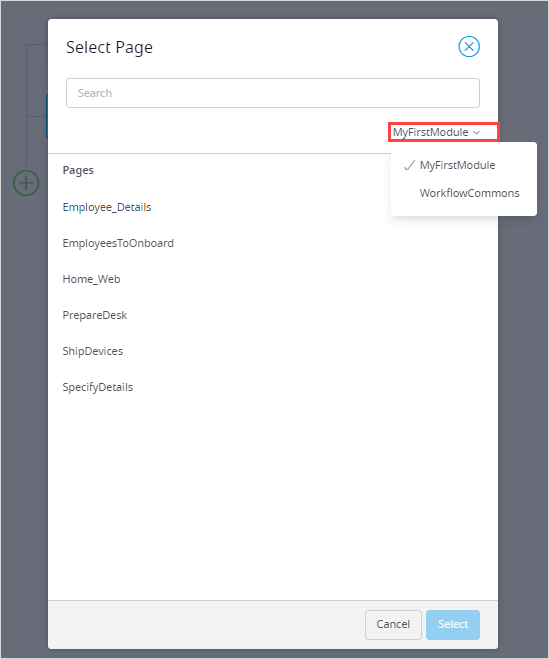 Select Page
Search
MyFirstModule
MyFirstModule
WorkflowCommons
Pages
Employee_Details
EmployeesToOnboard
Home_Web
PrepareDesk
ShipDevices
SpecifyDetails
Cancel Select